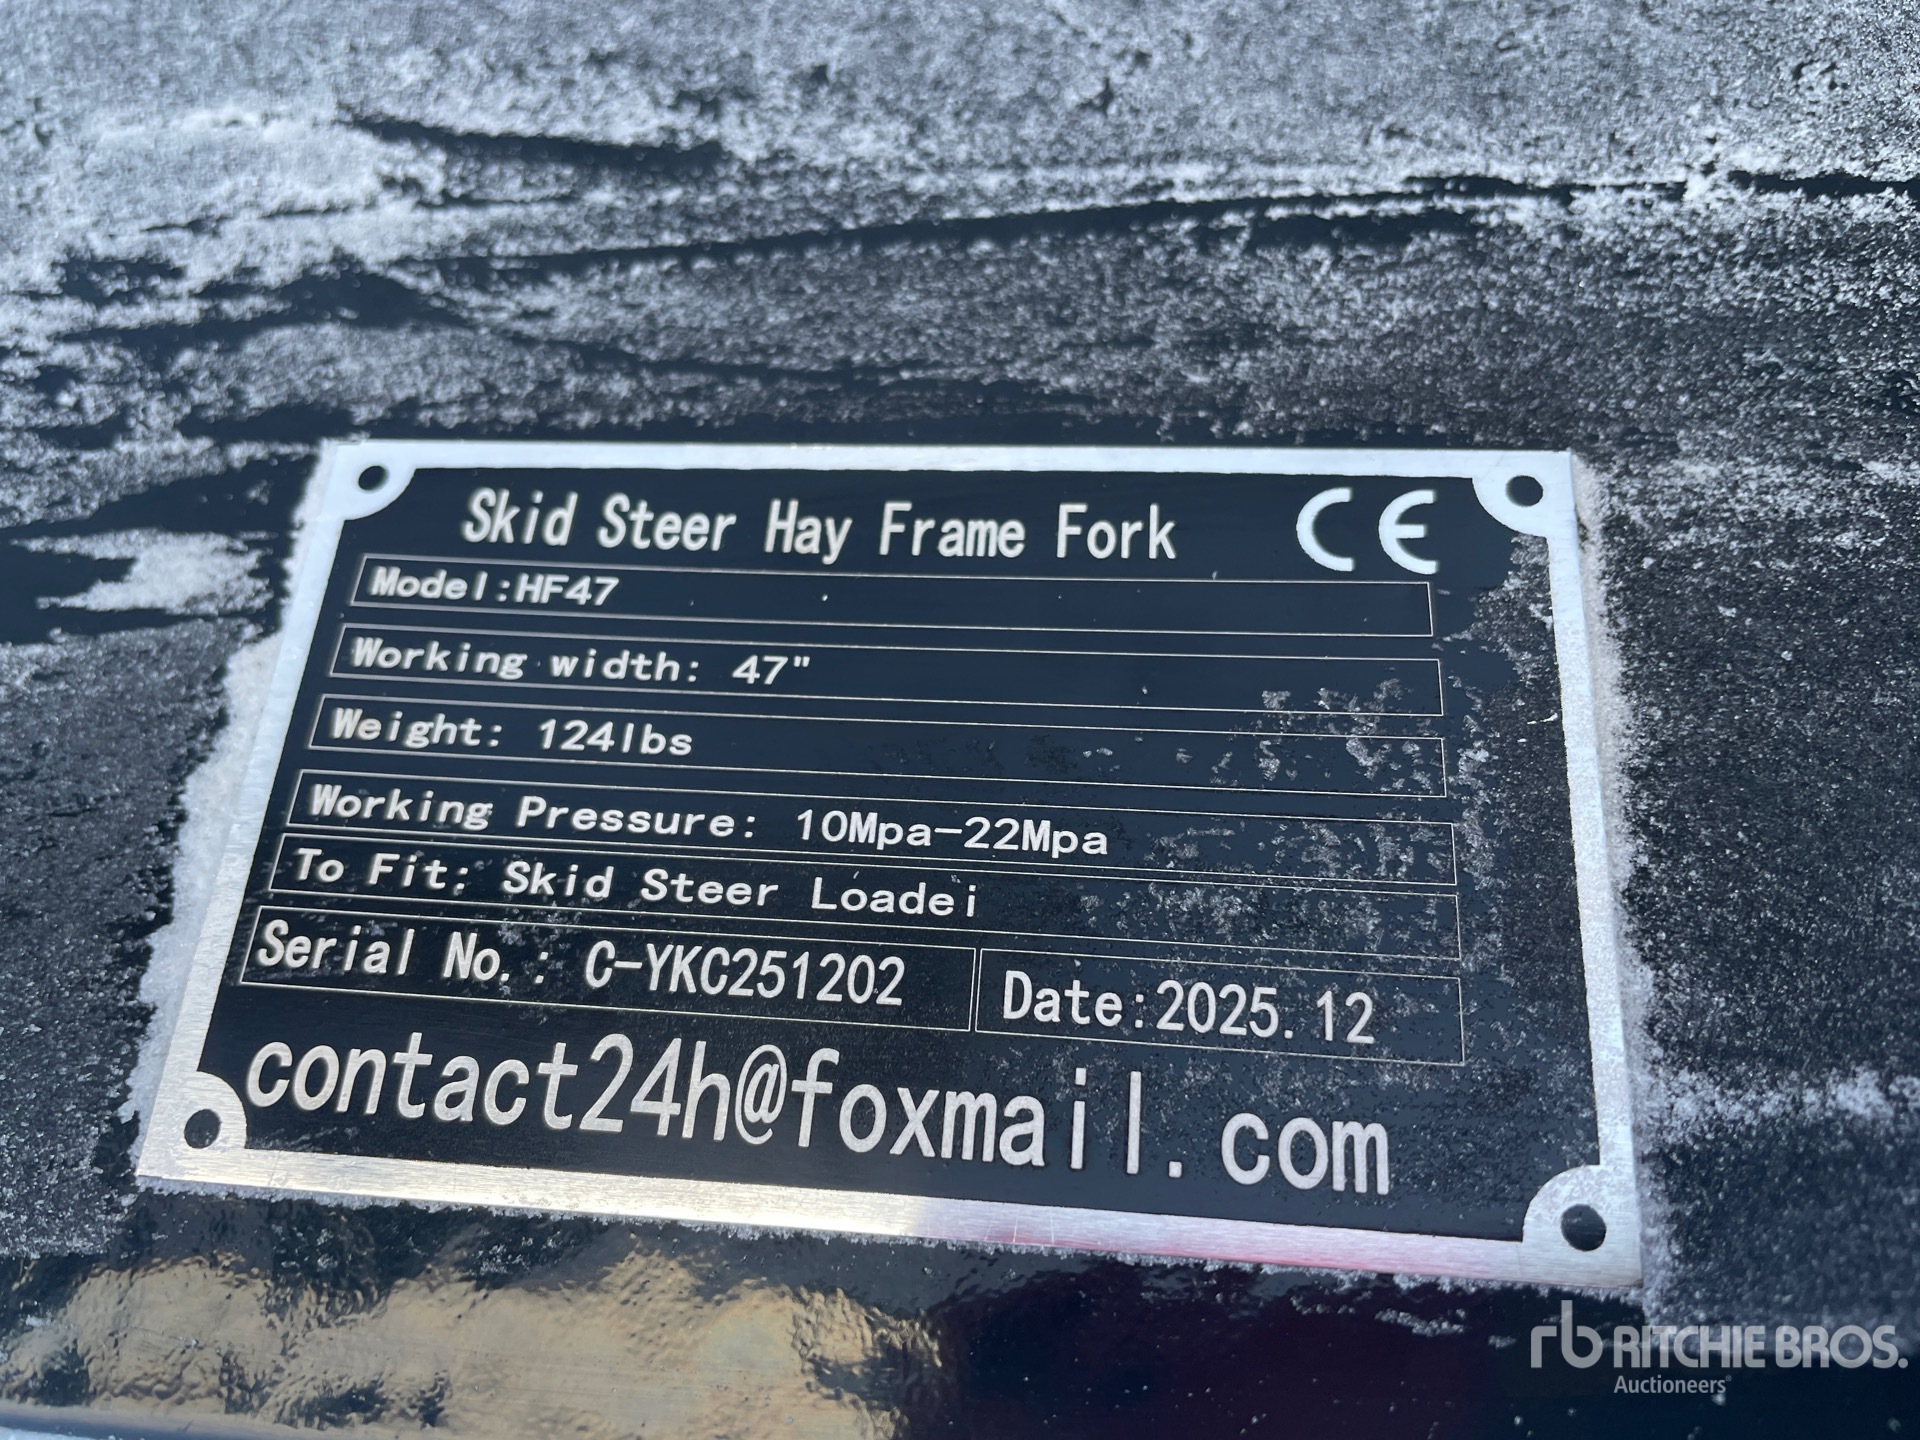 Skid Steer Hay Frame Fork CE
Model:HF47
Working width: 47"
Weight: 124lbs
Working Pressure: 10Mpa-22Mpa
To Fit: Skid Steer Loadei
Serial No.: C-YKC251202 Date:2025.12
contact24h@foxmail.com
rb RITCHIE BROS.
Auctioneers